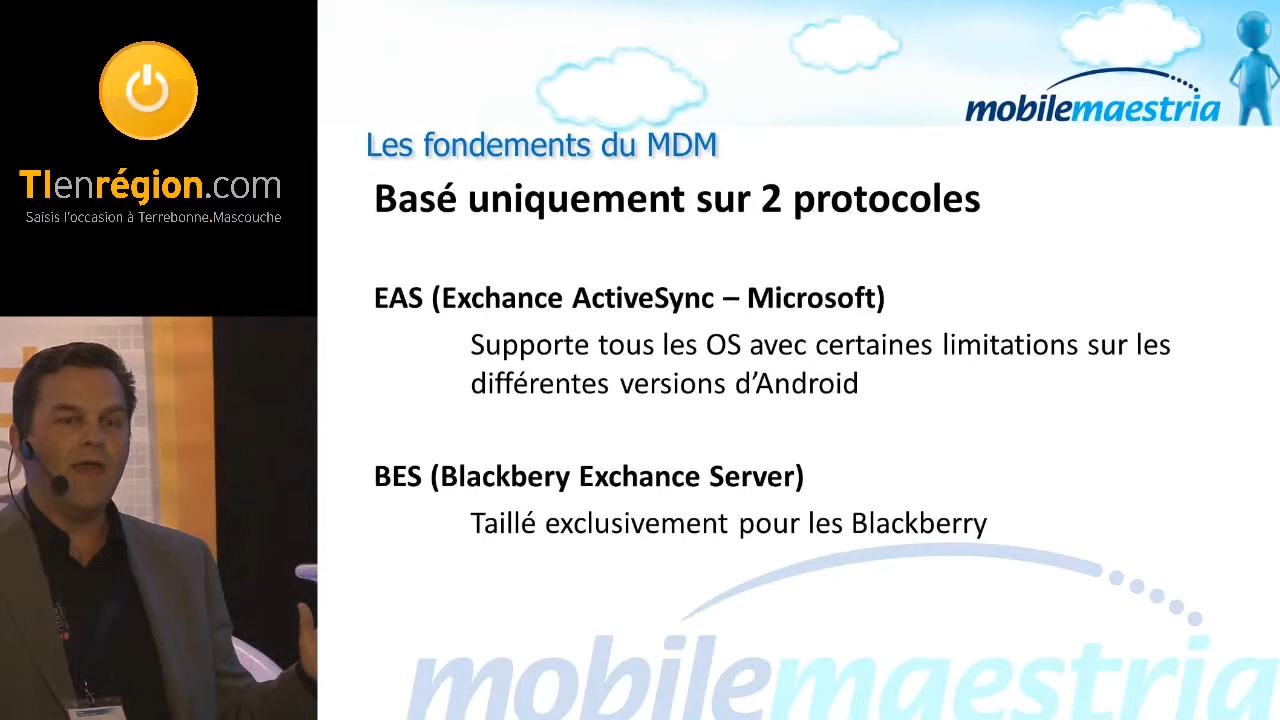 TIenrégion.com
Saisis l'occasion à Terrebonne.Mascouche
mobilemaestria
Les fondements du MDM
Basé uniquement sur 2 protocoles
EAS (Exchance ActiveSync – Microsoft)
Supporte tous les OS avec certaines limitations sur les
différentes versions d'Android
BES (Blackbery Exchance Server)
Taillé exclusivement pour les Blackberry
mobilemaestria